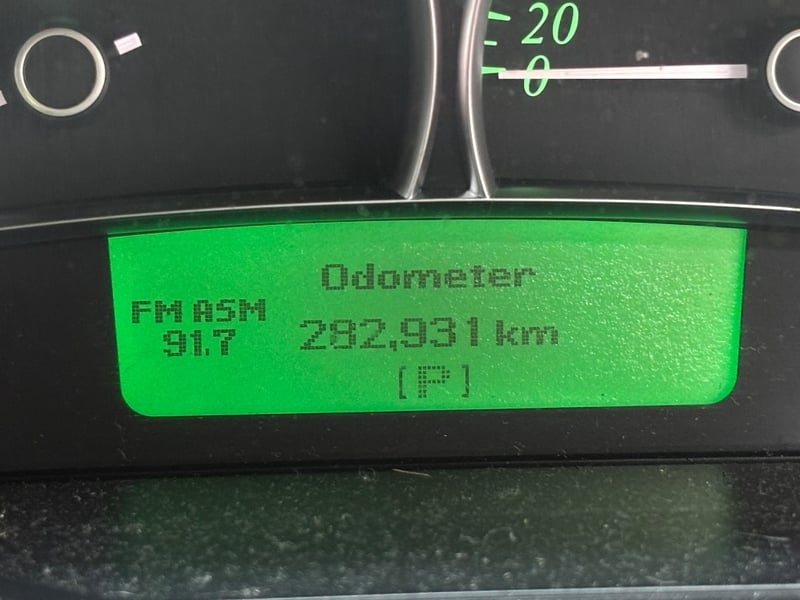 20
0
Odometer
FM ASM
91.7
282,931 km
[P]